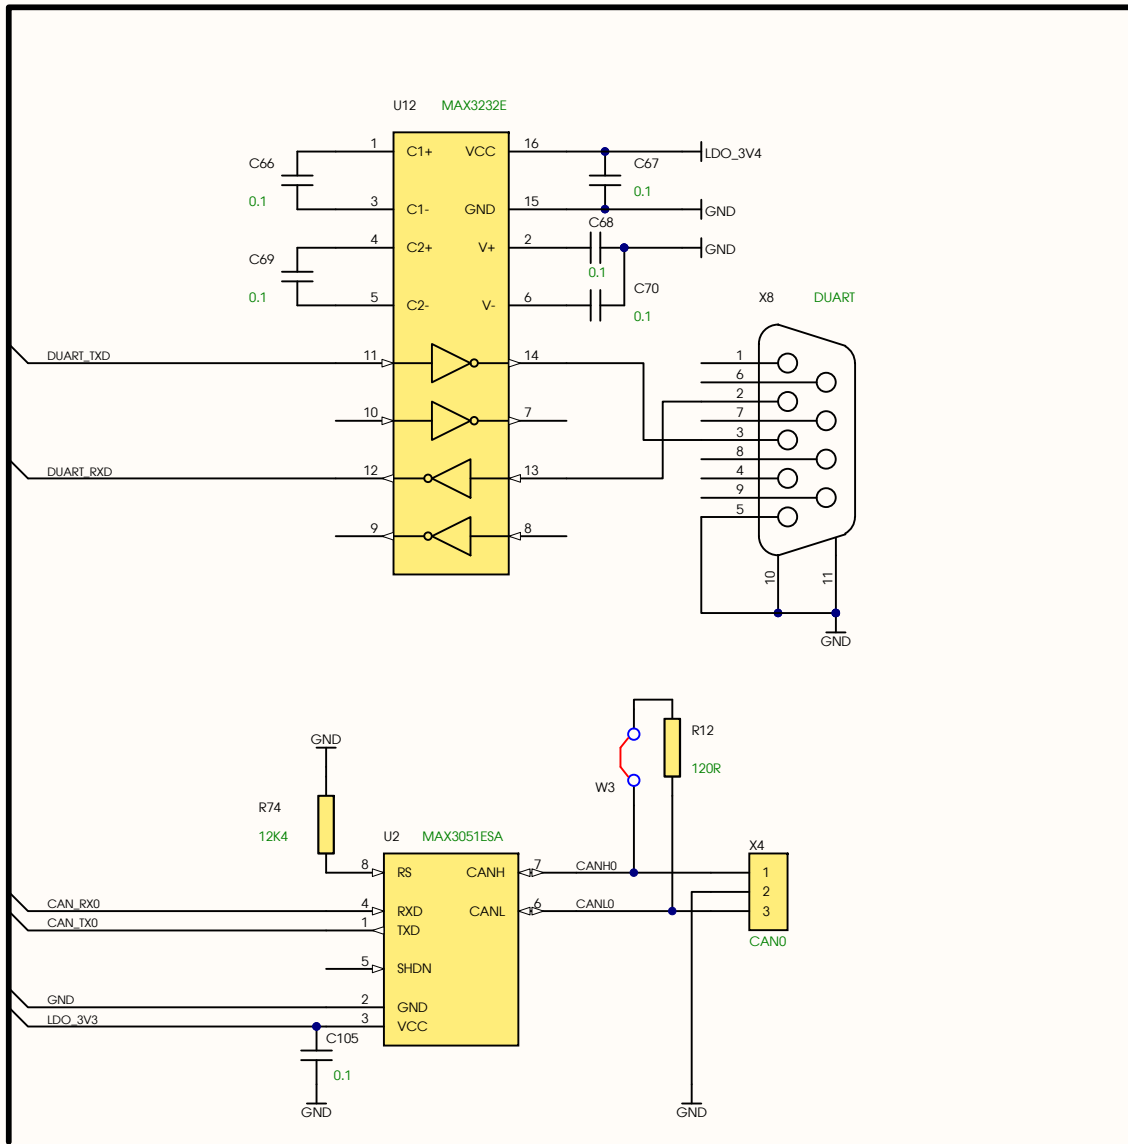 U12 MAX3232E
1 C1+ VCC 16 LDO_3V4
C66 C67
0.1 0.1
3 C1- GND 15 GND
C68
4 C2+ V+ 2 GND
C69 0.1
0.1 C70
5 C2- V- 6 0.1
X8 DUART
DUART_TXD 11 14 1
6
2
10 7 7
3
DUART_RXD 12 13 8
4
9
9 8 5
10 11
GND
GND R12
120R
W3
R74
12K4
U2 MAX3051ESA X4
8 RS CANH 7 CANH0 1
2
CAN_RX0 4 RXD CANL 6 CANL0 3
CAN_TX0 1 TXD
CAN0
5 SHDN
GND 2 GND
LDO_3V3 3 VCC
C105
0.1
GND GND